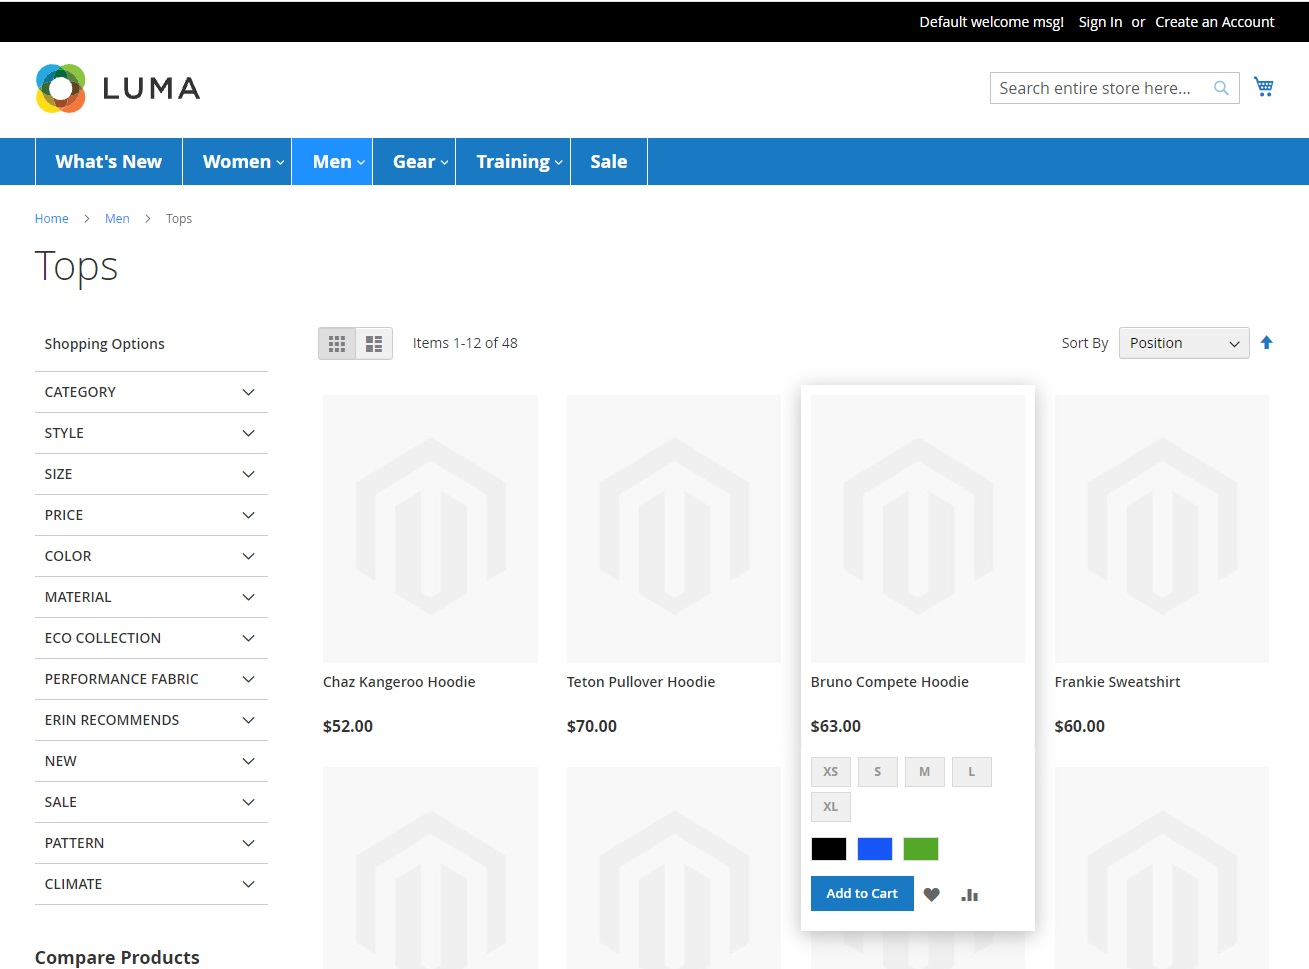 Default welcome msg! Sign In or Create an Account
LUMA
Search entire store here...
What's New Women Men Gear Training Sale
Home Men Tops
Tops
Shopping Options
Items 1-12 of 48
Sort By Position
CATEGORY
STYLE
SIZE
PRICE
COLOR
MATERIAL
ECO COLLECTION
PERFORMANCE FABRIC
ERIN RECOMMENDS
NEW
SALE
PATTERN
CLIMATE
Compare Products
Chaz Kangeroo Hoodie
$52.00
Teton Pullover Hoodie
$70.00
Bruno Compete Hoodie
$63.00
XS S M L
XL
Add to Cart
Frankie Sweatshirt
$60.00